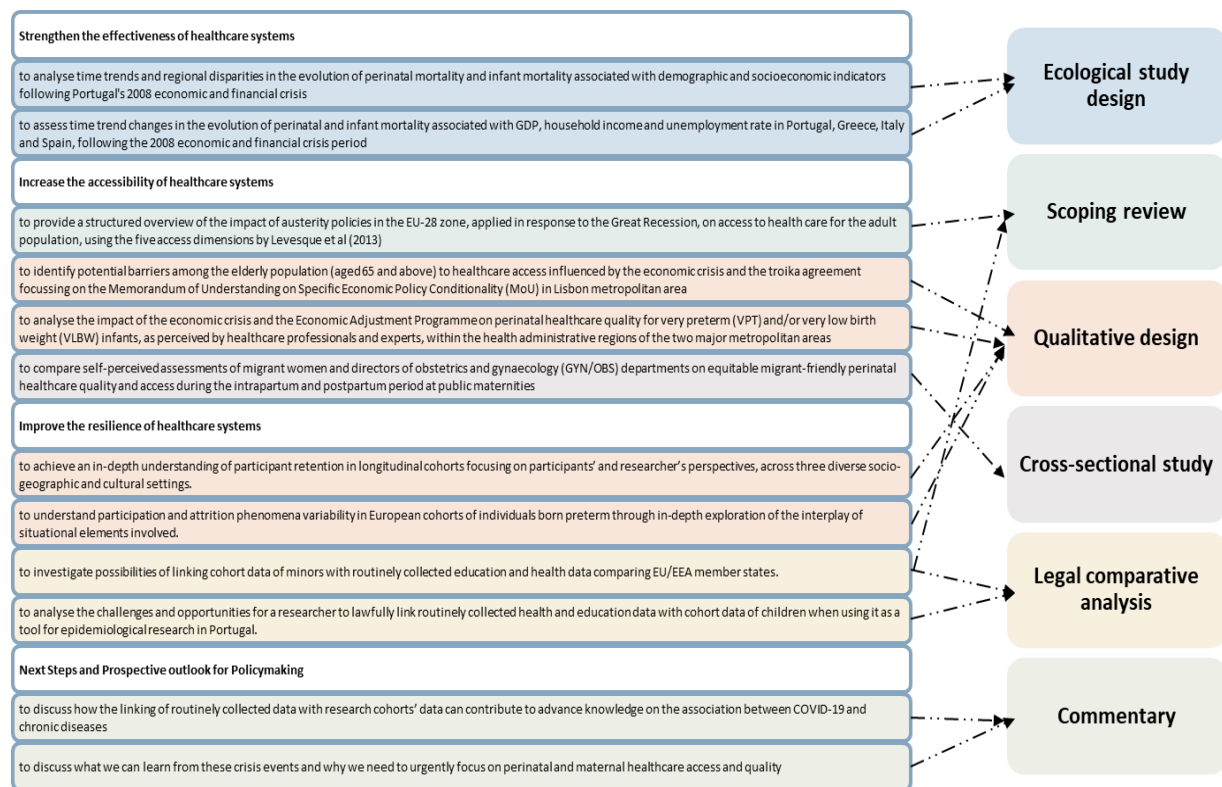 Strengthen the effectiveness of healthcare systems
to analyse time trends and regional disparities in the evolution of perinatal mortality and infant mortality associated with demographic and socioeconomic indicators
following Portugal's 2008 economic and financial crisis
to assess time trend changes in the evolution of perinatal and infant mortality associated with GDP, household income and unemployment rate in Portugal, Greece, Italy
and Spain, following the 2008 economic and financial crisis period
Increase the accessibility of healthcare systems
to provide a structured overview of the impact of austerity policies in the EU-28 zone, applied in response to the Great Recession, on access to health care for the adult
population, using the five access dimensions by Levesque et al (2013)
to identify potential barriers among the elderly population (aged 65 and above) to healthcare access influenced by the economic crisis and the troika agreement
focussing on the Memorandum of Understanding on Specific Economic Policy Conditionality (MoU) in Lisbon metropolitan area
to analyse the impact of the economic crisis and the Economic Adjustment Programme on perinatal healthcare quality for very preterm (VPT) and/or very low birth
weight (VLBW) infants, as perceived by healthcare professionals and experts, within the health administrative regions of the two major metropolitan areas
to compare self-perceived assessments of migrant women and directors of obstetrics and gynaecology (GYN/OBS) departments on equitable migrant-friendly perinatal
healthcare quality and access during the intrapartum and postpartum period at public maternities
Improve the resilience of healthcare systems
to achieve an in-depth understanding of participant retention in longitudinal cohorts focusing on participants' and researcher's perspectives, across three diverse socio-
geographic and cultural settings.
to understand participation and attrition phenomena variability in European cohorts of individuals born preterm through in-depth exploration of the interplay of
situational elements involved.
to investigate possibilities of linking cohort data of minors with routinely collected education and health data comparing EU/EEA member states.
to analyse the challenges and opportunities for a researcher to lawfully link routinely collected health and education data with cohort data of children when using it as a
tool for epidemiological research in Portugal.
Next Steps and Prospective outlook for Policymaking
to discuss how the linking of routinely collected data with research cohorts' data can contribute to advance knowledge on the association between COVID-19 and
chronic diseases
to discuss what we can learn from these crisis events and why we need to urgently focus on perinatal and maternal healthcare access and quality
Ecological study
design
Scoping review
Qualitative design
Cross-sectional study
Legal comparative
analysis
Commentary